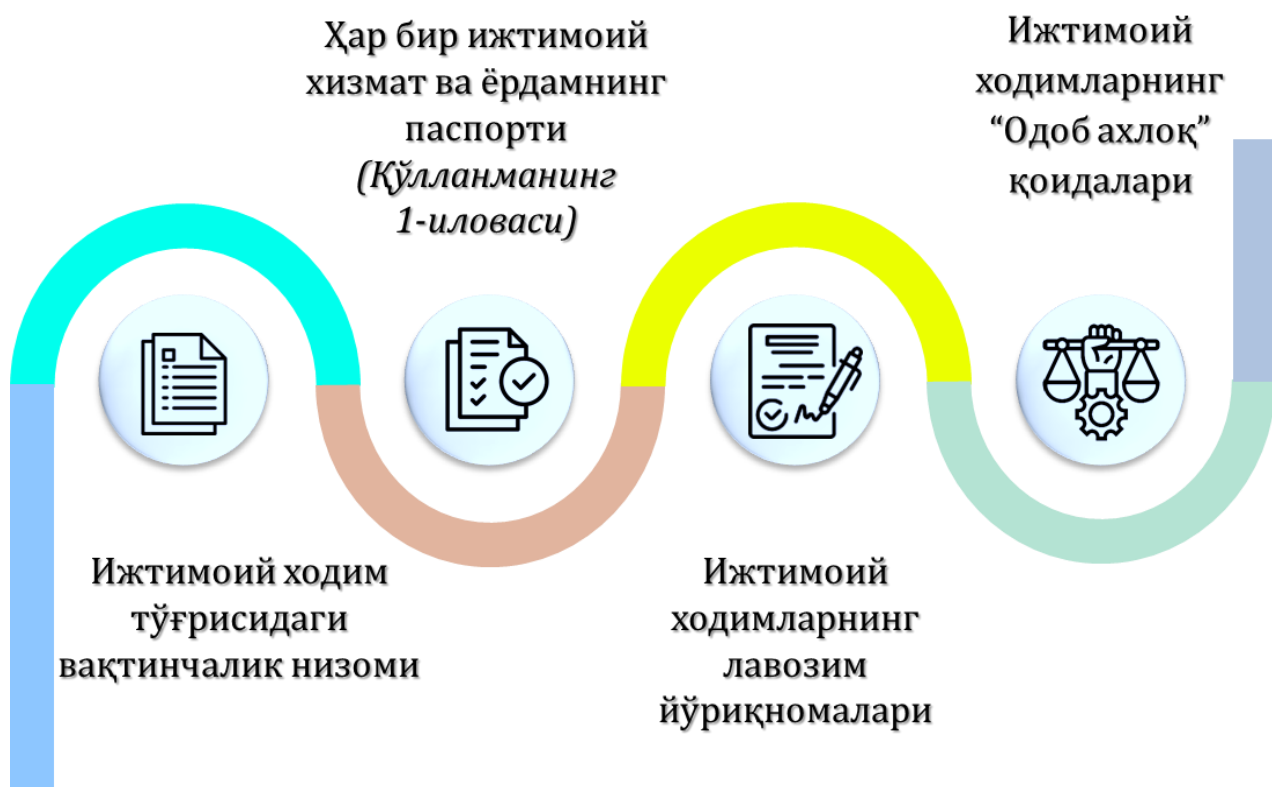 Ҳар бир ижтимоий
хизмат ва ёрдамнинг
паспорти
(Қўлланманинг
1-иловаси)
Ижтимоий
ходимларнинг
“Одоб ахлоқ”
қоидалари
Ижтимоий ходим
тўғрисидаги
вақтинчалик низоми
Ижтимоий
ходимларнинг
лавозим
йўриқномалари